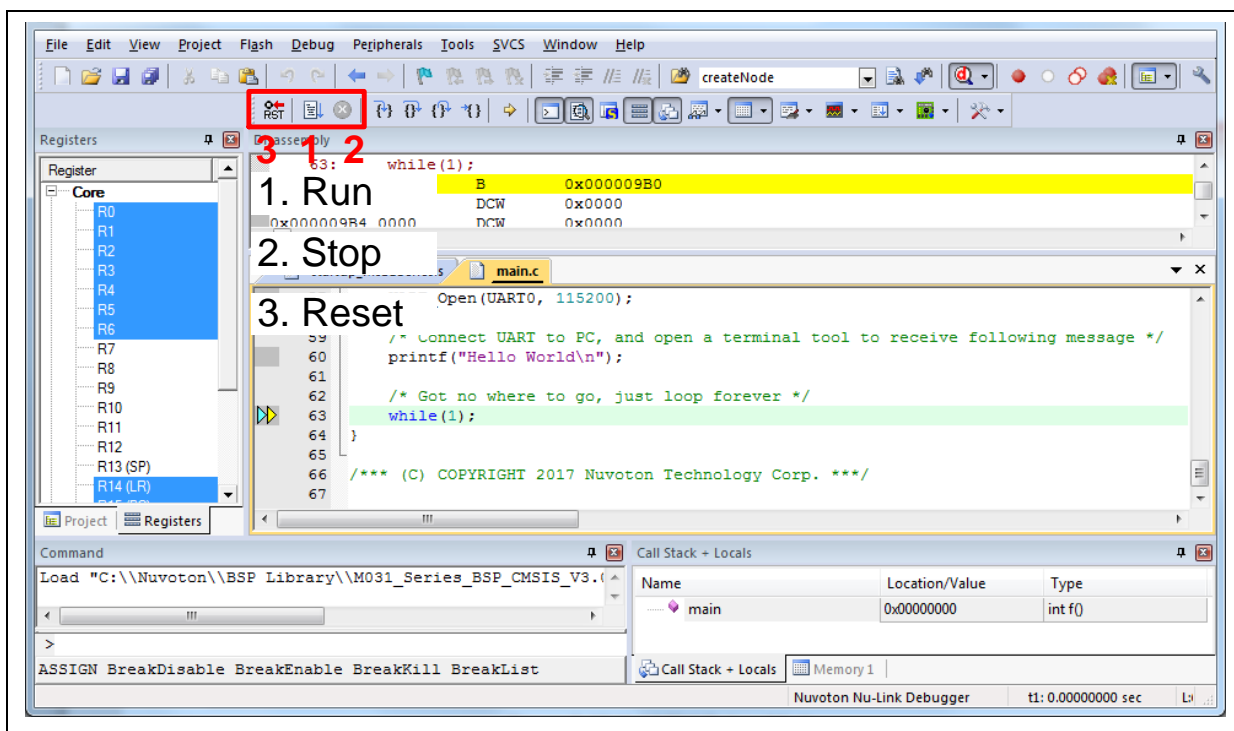 File Edit View Project Flash Debug Peripherals Tools SVCS Window Help
createNode
RST
3 1 2
Registers
Disassembly
Register
Core
R0
R1
R2
R3
R4
R5
R6
R7
R8
R9
R10
R11
R12
R13 (SP)
R14 (LR)
Project Registers
63: while(1);
B 0x000009B0
DCW 0x0000
0x000009B4 0000 DCW 0x0000
1. Run
2. Stop
3. Reset
main.c
Open(UART0, 115200);
59 /* Connect UART to PC, and open a terminal tool to receive following message */
60 printf("Hello World\n");
61
62 /* Got no where to go, just loop forever */
63 while(1);
64 }
65
66 /*** (C) COPYRIGHT 2017 Nuvoton Technology Corp. ***/
67
Command
Load "C:\\Nuvoton\\BSP Library\\M031_Series_BSP_CMSIS_V3.(
>
ASSIGN BreakDisable BreakEnable BreakKill BreakList
Call Stack + Locals
Name Location/Value Type
main 0x00000000 int f()
Call Stack + Locals Memory 1
Nuvoton Nu-Link Debugger t1: 0.00000000 sec